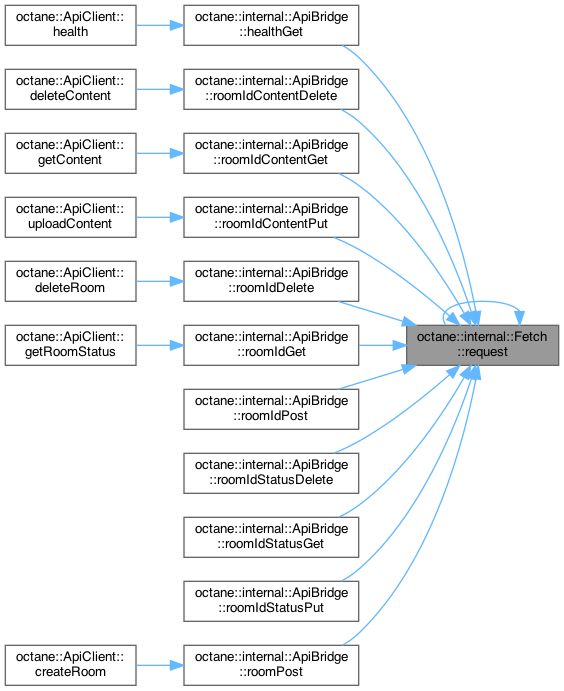 octane::ApiClient::
health
octane::internal::ApiBridge
::healthGet
octane::ApiClient::
deleteContent
octane::internal::ApiBridge
::roomIdContentDelete
octane::ApiClient::
getContent
octane::internal::ApiBridge
::roomIdContentGet
octane::ApiClient::
uploadContent
octane::internal::ApiBridge
::roomIdContentPut
octane::ApiClient::
deleteRoom
octane::internal::ApiBridge
::roomIdDelete
octane::ApiClient::
getRoomStatus
octane::internal::ApiBridge
::roomIdGet
octane::internal::Fetch
::request
octane::internal::ApiBridge
::roomIdPost
octane::internal::ApiBridge
::roomIdStatusDelete
octane::internal::ApiBridge
::roomIdStatusGet
octane::internal::ApiBridge
::roomIdStatusPut
octane::ApiClient::
createRoom
octane::internal::ApiBridge
::roomPost